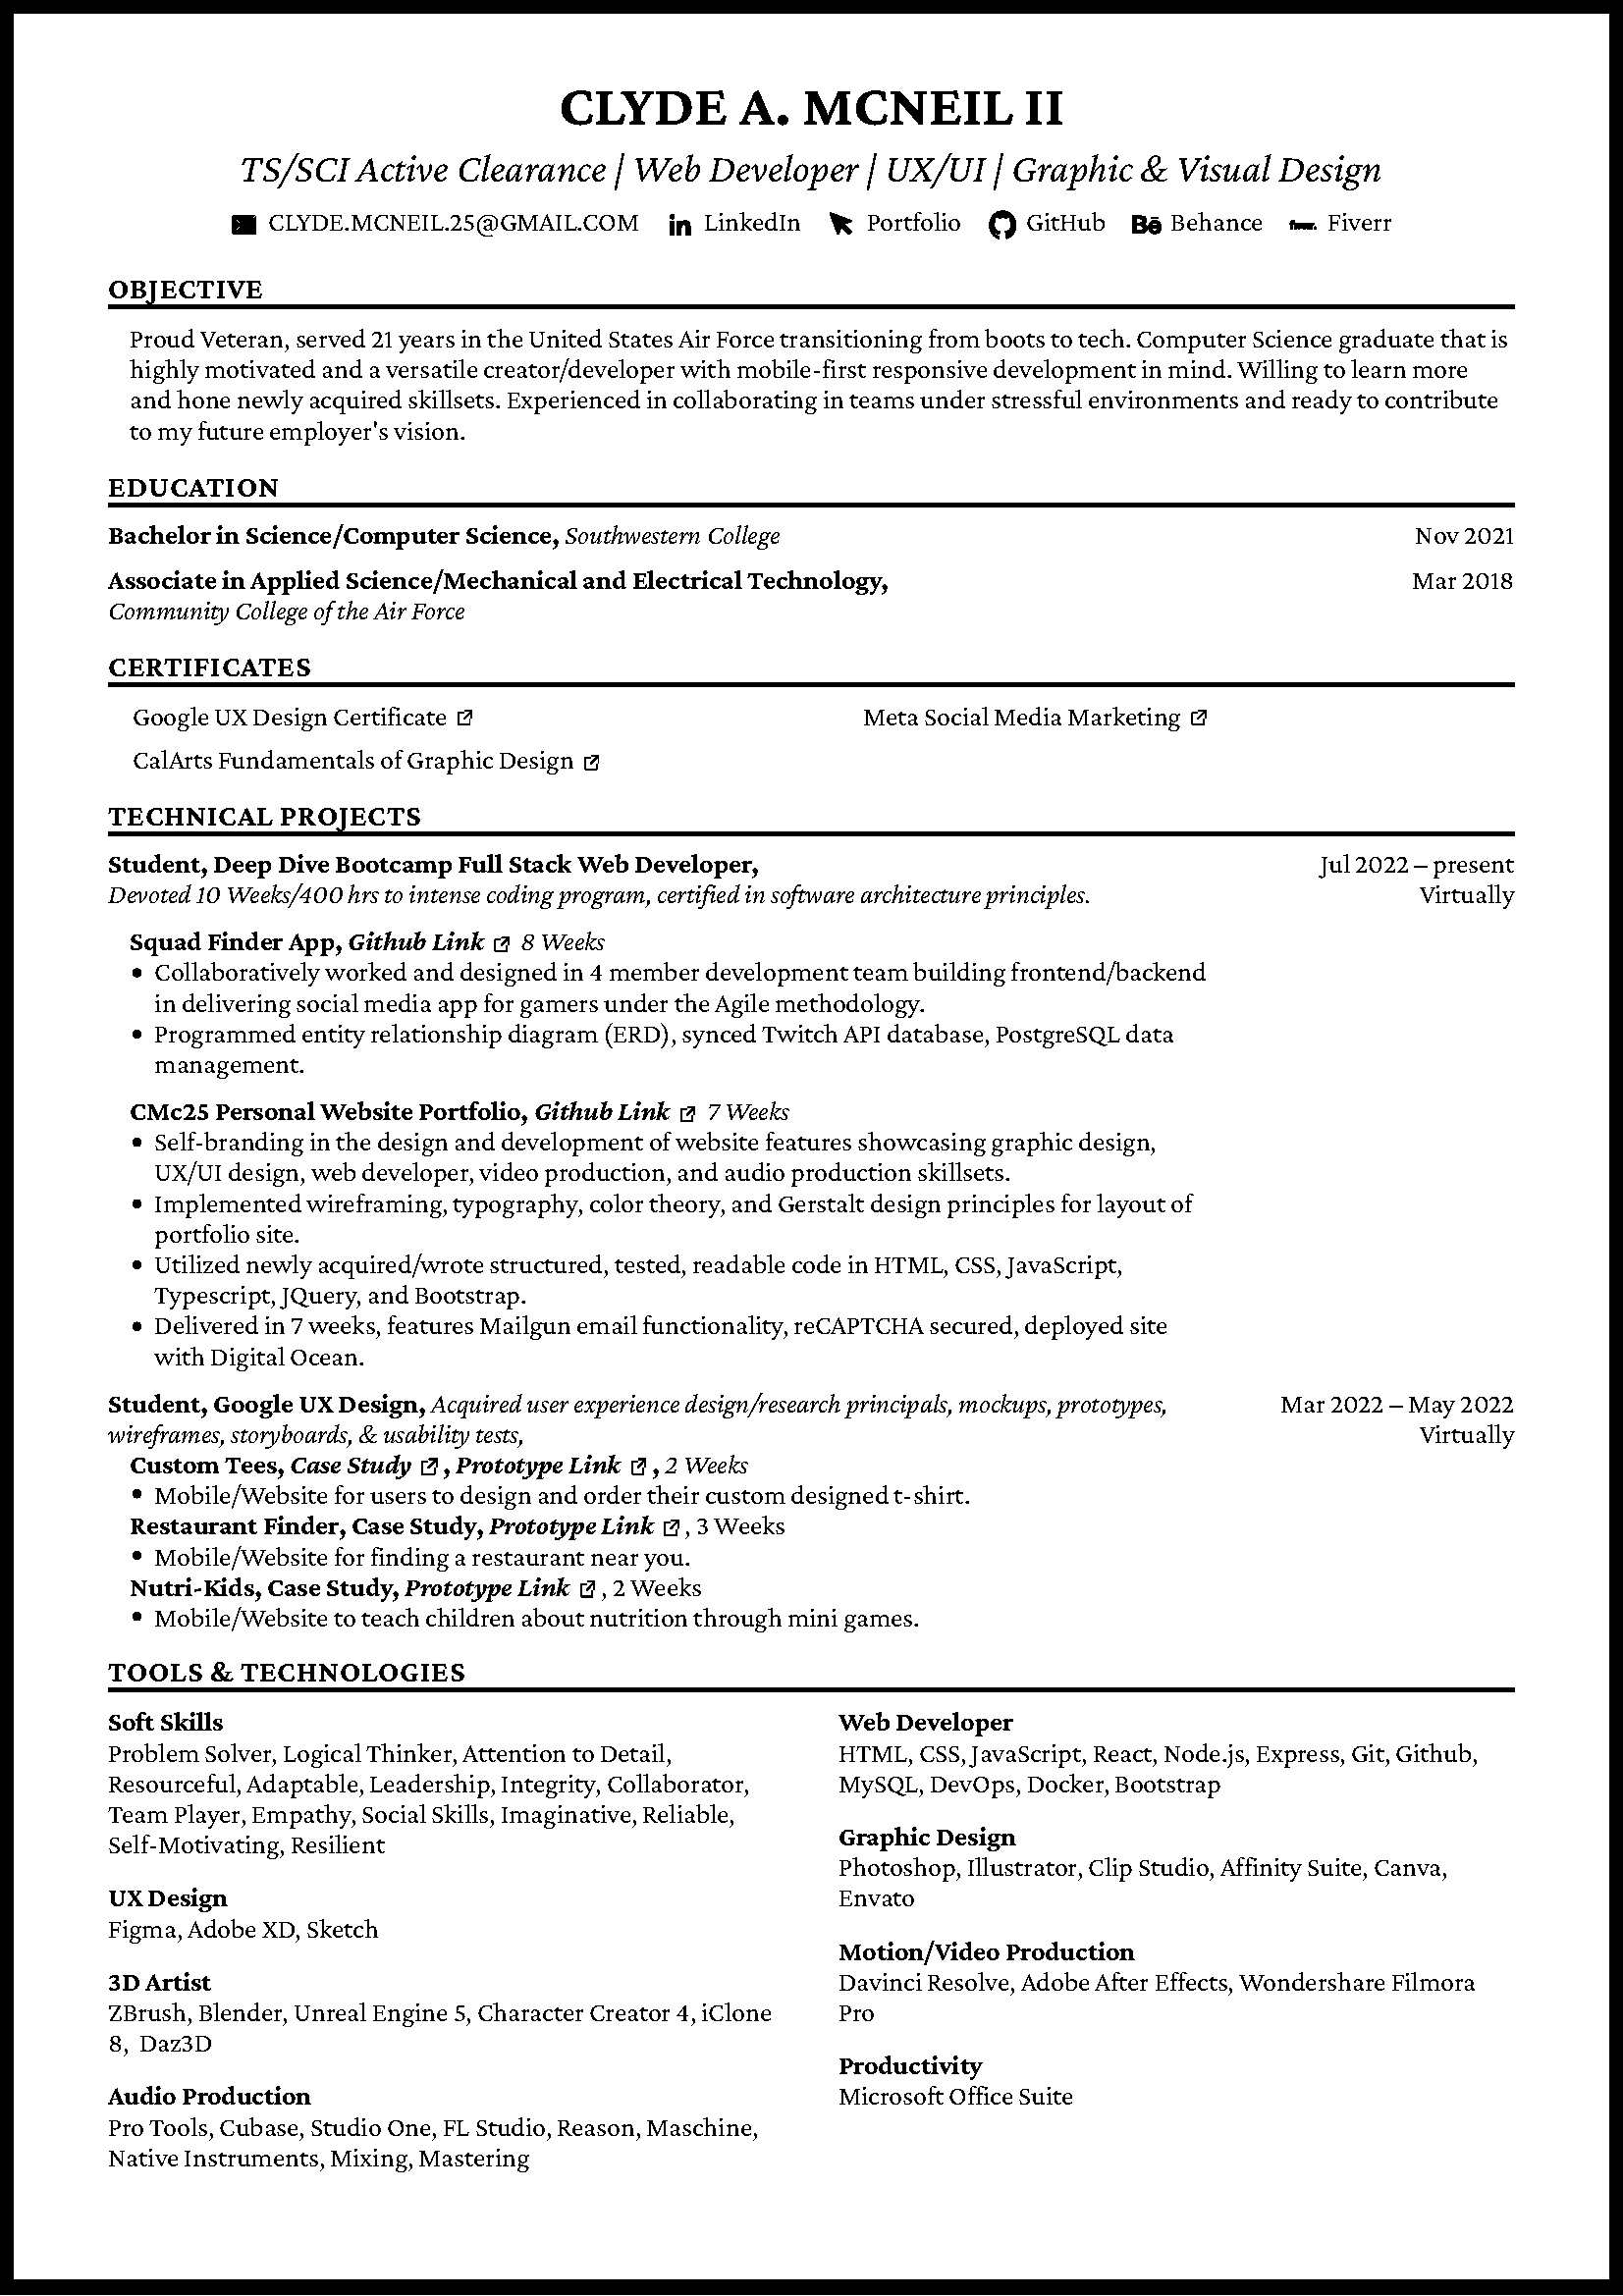 CLYDE A. MCNEIL II
TS/SCI Active Clearance | Web Developer | UX/UI | Graphic & Visual Design
CLYDE.MCNEIL.25@GMAIL.COM LinkedIn Portfolio GitHub Bē Behance Fiverr
OBJECTIVE
Proud Veteran, served 21 years in the United States Air Force transitioning from boots to tech. Computer Science graduate that is
highly motivated and a versatile creator/developer with mobile-first responsive development in mind. Willing to learn more
and hone newly acquired skillsets. Experienced in collaborating in teams under stressful environments and ready to contribute
to my future employer's vision.
EDUCATION
Bachelor in Science/Computer Science, Southwestern College Nov 2021
Associate in Applied Science/Mechanical and Electrical Technology, Mar 2018
Community College of the Air Force
CERTIFICATES
Google UX Design Certificate Meta Social Media Marketing
CalArts Fundamentals of Graphic Design
TECHNICAL PROJECTS
Student, Deep Dive Bootcamp Full Stack Web Developer, Jul 2022 – present
Devoted 10 Weeks/400 hrs to intense coding program, certified in software architecture principles. Virtually
Squad Finder App, Github Link 8 Weeks
• Collaboratively worked and designed in 4 member development team building frontend/backend
in delivering social media app for gamers under the Agile methodology.
• Programmed entity relationship diagram (ERD), synced Twitch API database, PostgreSQL data
management.
CMc25 Personal Website Portfolio, Github Link 7 Weeks
• Self-branding in the design and development of website features showcasing graphic design,
UX/UI design, web developer, video production, and audio production skillsets.
• Implemented wireframing, typography, color theory, and Gerstalt design principles for layout of
portfolio site.
• Utilized newly acquired/wrote structured, tested, readable code in HTML, CSS, JavaScript,
Typescript, JQuery, and Bootstrap.
• Delivered in 7 weeks, features Mailgun email functionality, reCAPTCHA secured, deployed site
with Digital Ocean.
Student, Google UX Design, Acquired user experience design/research principals, mockups, prototypes, Mar 2022 – May 2022
wireframes, storyboards, & usability tests, Virtually
Custom Tees, Case Study , Prototype Link , 2 Weeks
• Mobile/Website for users to design and order their custom designed t-shirt.
Restaurant Finder, Case Study, Prototype Link , 3 Weeks
• Mobile/Website for finding a restaurant near you.
Nutri-Kids, Case Study, Prototype Link , 2 Weeks
• Mobile/Website to teach children about nutrition through mini games.
TOOLS & TECHNOLOGIES
Soft Skills
Problem Solver, Logical Thinker, Attention to Detail,
Resourceful, Adaptable, Leadership, Integrity, Collaborator,
Team Player, Empathy, Social Skills, Imaginative, Reliable,
Self-Motivating, Resilient
UX Design
Figma, Adobe XD, Sketch
3D Artist
ZBrush, Blender, Unreal Engine 5, Character Creator 4, iClone
8, Daz3D
Audio Production
Pro Tools, Cubase, Studio One, FL Studio, Reason, Maschine,
Native Instruments, Mixing, Mastering
Web Developer
HTML, CSS, JavaScript, React, Node.js, Express, Git, Github,
MySQL, DevOps, Docker, Bootstrap
Graphic Design
Photoshop, Illustrator, Clip Studio, Affinity Suite, Canva,
Envato
Motion/Video Production
Davinci Resolve, Adobe After Effects, Wondershare Filmora
Pro
Productivity
Microsoft Office Suite